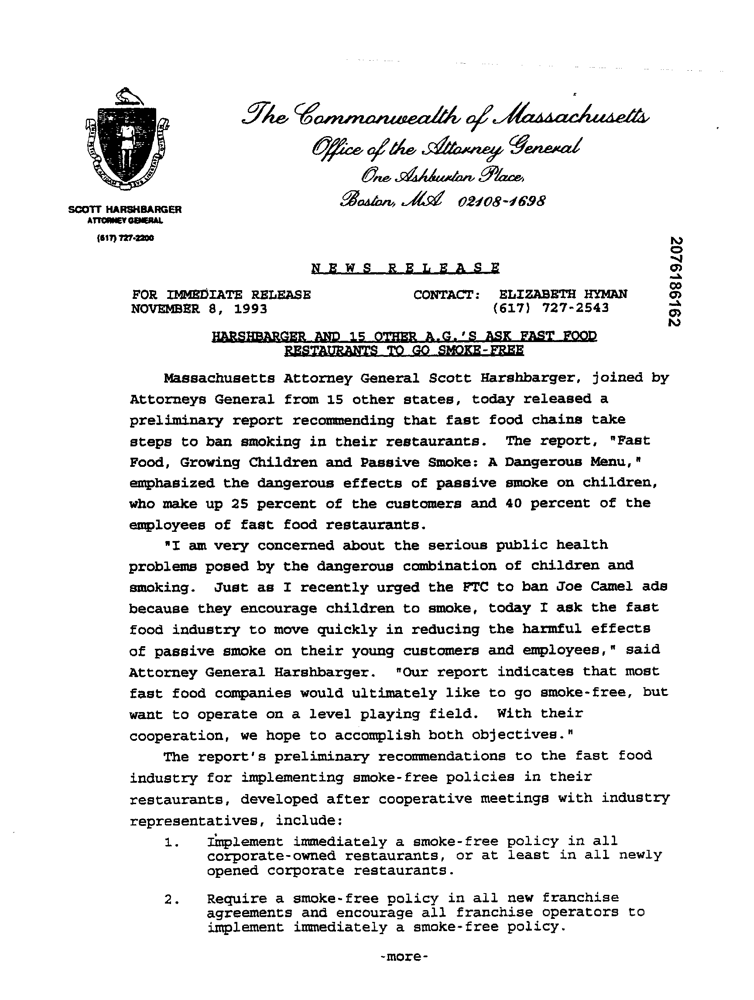 The Commonwealth of Massachusetts
Office of the Attorney General
One Ashburton Place,
Boston, MA 02108-1698
SCOTT HARSHBARGER
ATTORNEY GENERAL
(617) 727-2200
2076186162
NEWS RELEASE
FOR IMMEDIATE RELEASE CONTACT: ELIZABETH HYMAN
NOVEMBER 8, 1993 (617) 727-2543
HARSHBARGER AND 15 OTHER A.G.'S ASK FAST FOOD
RESTAURANTS TO GO SMOKE-FREE
Massachusetts Attorney General Scott Harshbarger, joined by
Attorneys General from 15 other states, today released a
preliminary report recommending that fast food chains take
steps to ban smoking in their restaurants. The report, "Fast
Food, Growing Children and Passive Smoke: A Dangerous Menu,"
emphasized the dangerous effects of passive smoke on children,
who make up 25 percent of the customers and 40 percent of the
employees of fast food restaurants.
"I am very concerned about the serious public health
problems posed by the dangerous combination of children and
smoking. Just as I recently urged the FTC to ban Joe Camel ads
because they encourage children to smoke, today I ask the fast
food industry to move quickly in reducing the harmful effects
of passive smoke on their young customers and employees," said
Attorney General Harshbarger. "Our report indicates that most
fast food companies would ultimately like to go smoke-free, but
want to operate on a level playing field. With their
cooperation, we hope to accomplish both objectives."
The report's preliminary recommendations to the fast food
industry for implementing smoke-free policies in their
restaurants, developed after cooperative meetings with industry
representatives, include:
1. Implement immediately a smoke-free policy in all
corporate-owned restaurants, or at least in all newly
opened corporate restaurants.
2. Require a smoke-free policy in all new franchise
agreements and encourage all franchise operators to
implement immediately a smoke-free policy.
-more-